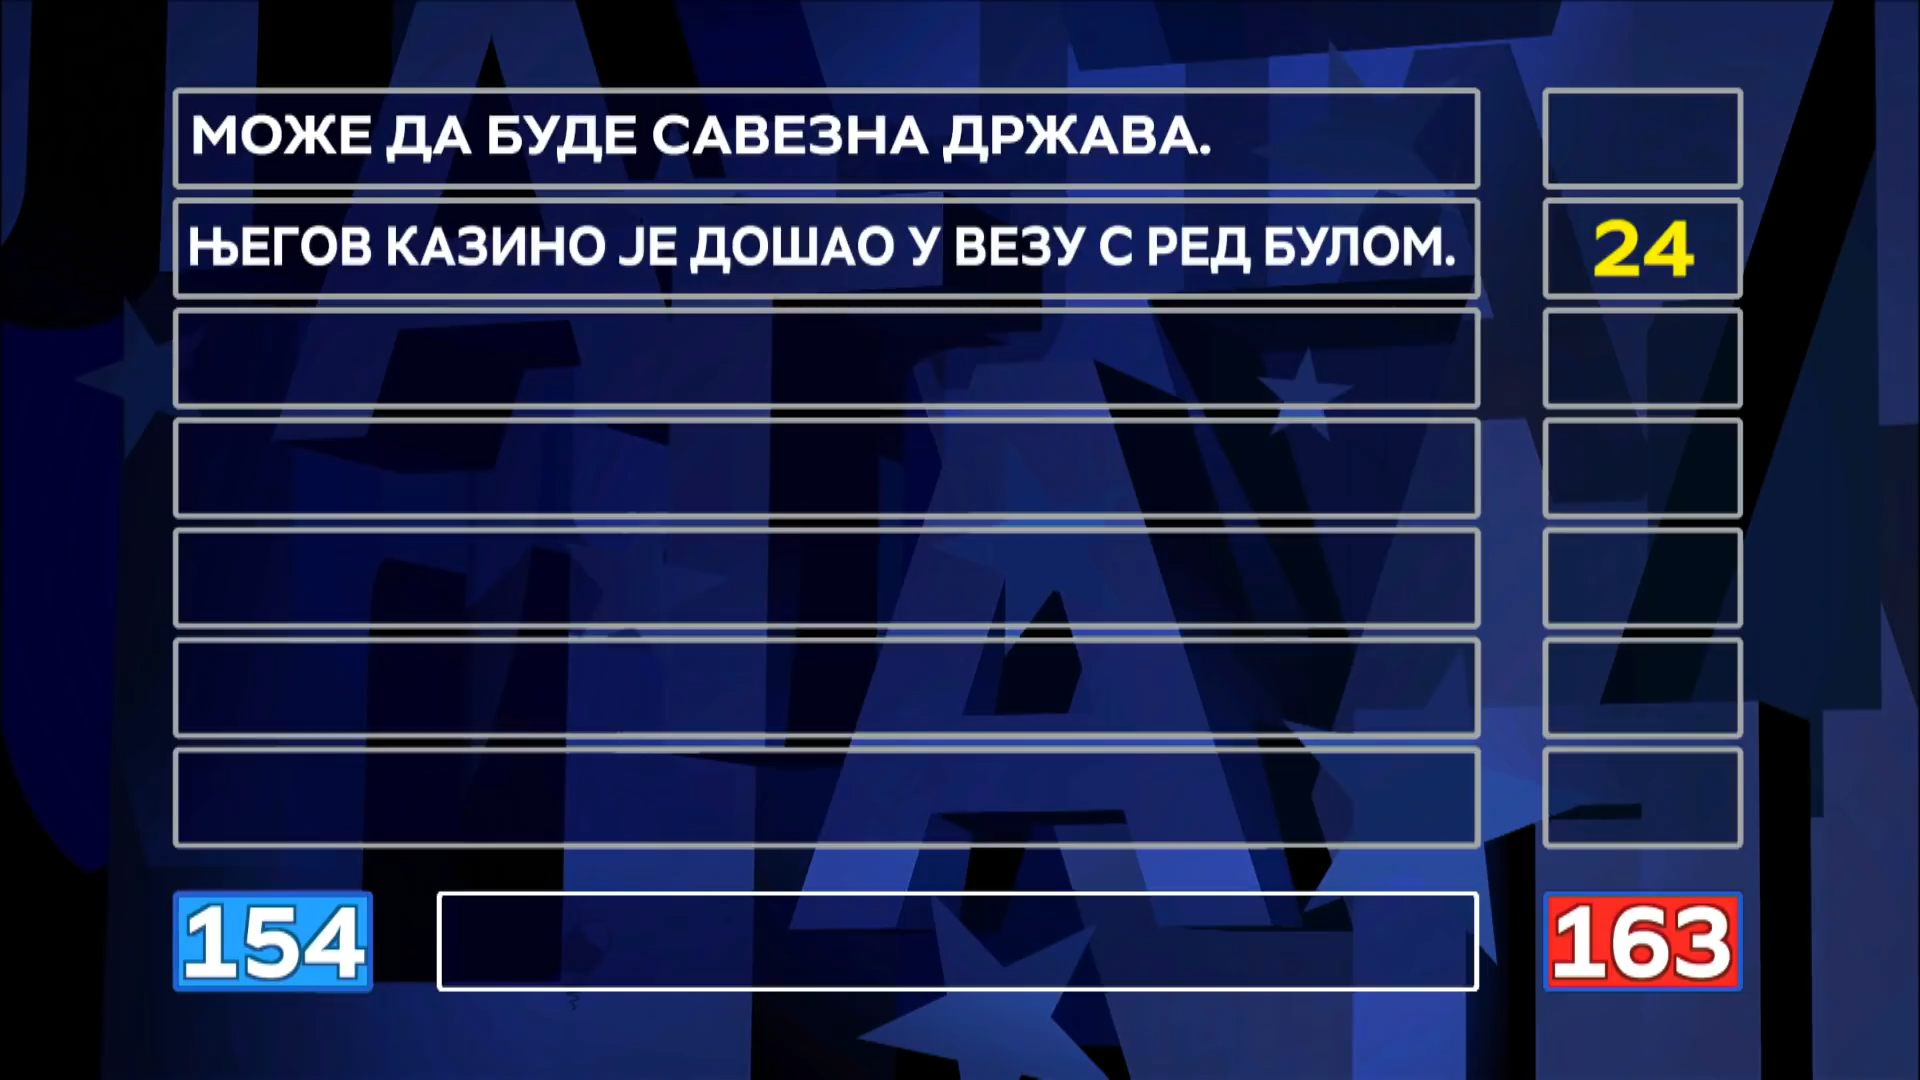 МОЖЕ ДА БУДЕ САВЕЗНА ДРЖАВА.
ЊЕГОВ КАЗИНО ЈЕ ДОШАО У ВЕЗУ С РЕД БУЛОМ. 24
154 163